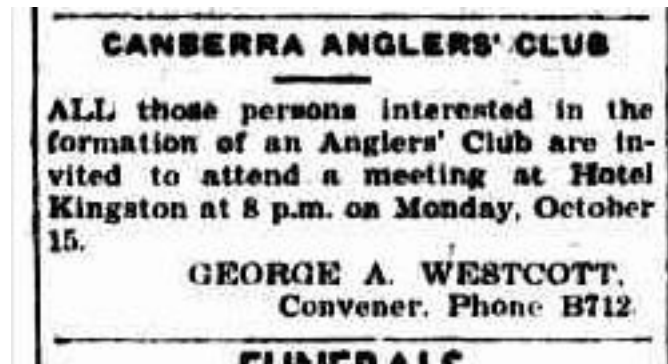 CANBERRA ANGLERS' CLUB
ALL those persons interested in the
formation of an Anglers' Club are in-
vited to attend a meeting at Hotel
Kingston at 8 p.m. on Monday, October
15.
GEORGE A. WESTCOTT,
Convener. Phone B712.
FUNERALS